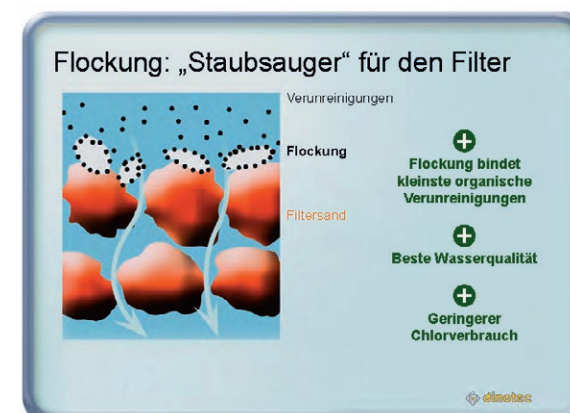 Flockung: „Staubsauger“ für den Filter
Verunreinigungen
Flockung
Filtersand
Flockung bindet
kleinste organische
Verunreinigungen
Beste Wasserqualität
Geringerer
Chlorverbrauch
dinotec